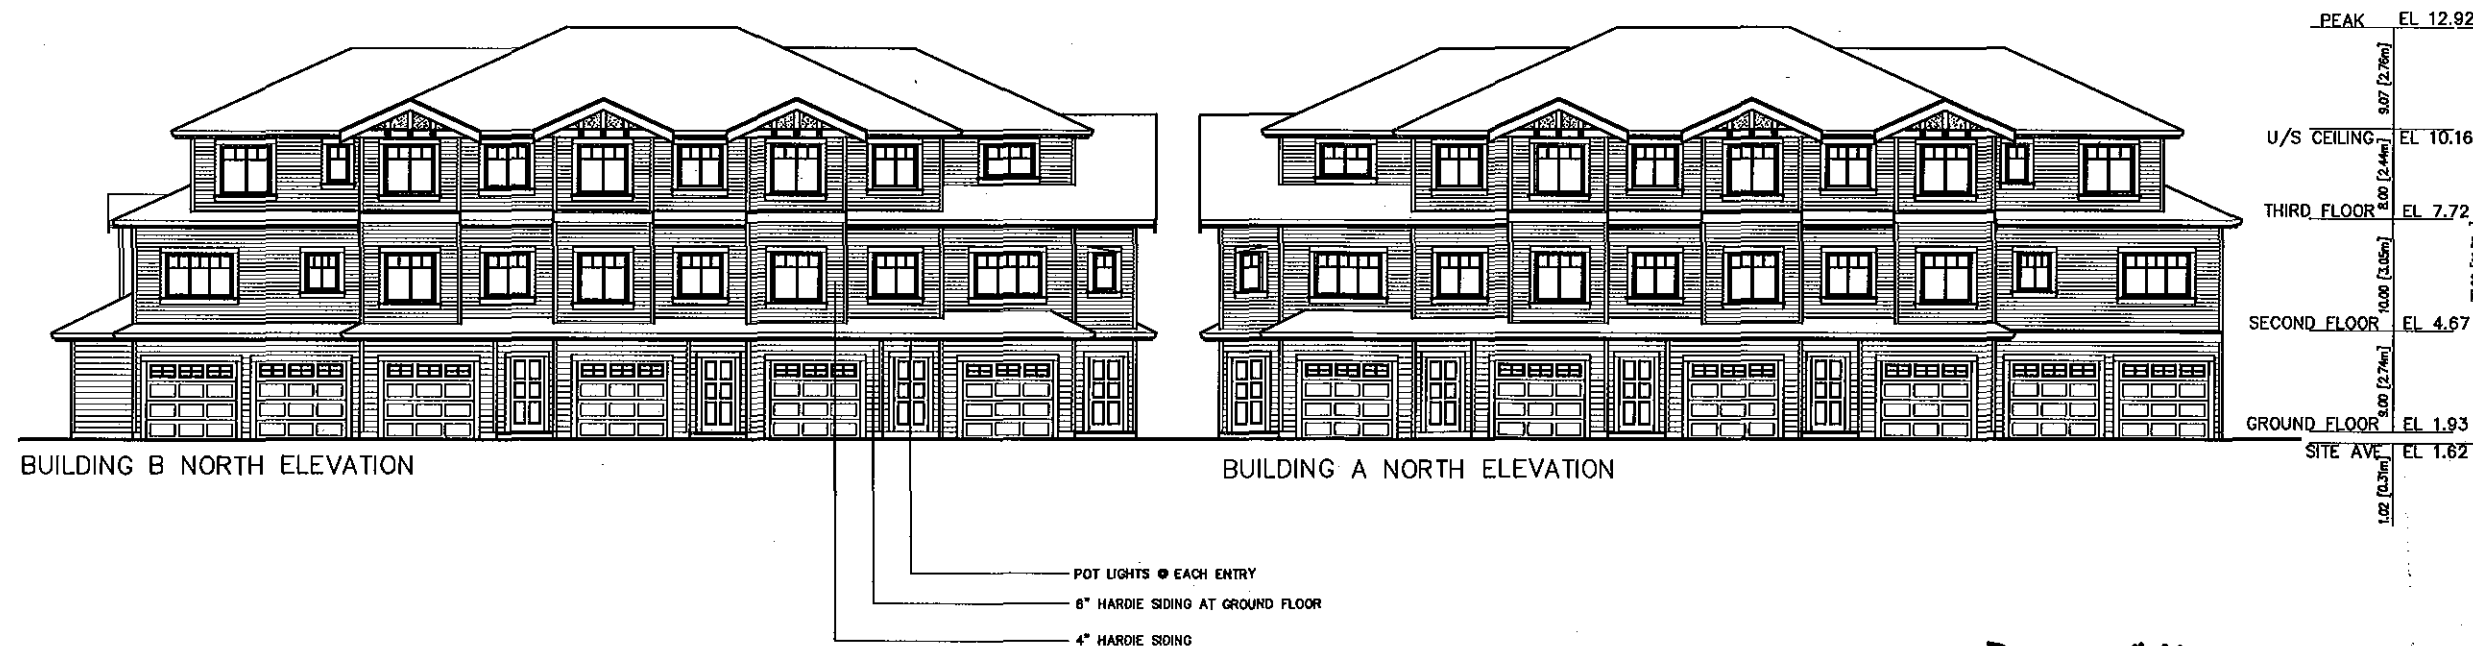 PEAK EL 12.92
9.07 [2.76m]
U/S CEILING EL 10.16
8.00 [2.44m]
THIRD FLOOR EL 7.72
10.00 [3.05m]
SECOND FLOOR EL 4.67
9.00 [2.74m]
GROUND FLOOR EL 1.93
SITE AVE EL 1.62
1.02 [0.31m]
BUILDING B NORTH ELEVATION
BUILDING A NORTH ELEVATION
POT LIGHTS @ EACH ENTRY
6" HARDIE SIDING AT GROUND FLOOR
4" HARDIE SIDING